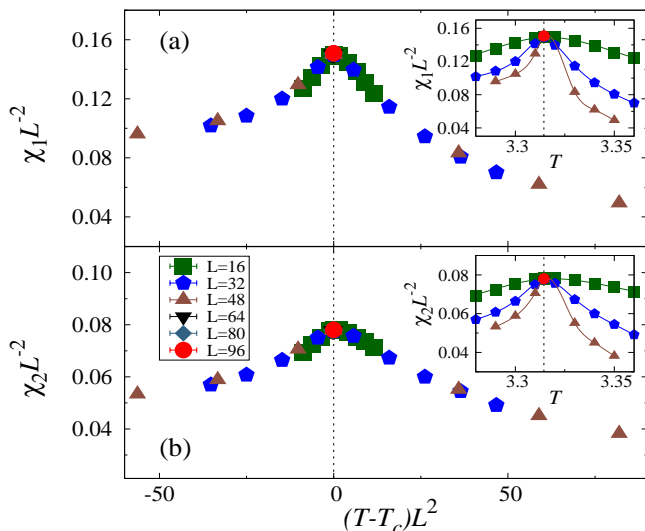 (a)
χ₁L⁻²
0.16
0.12
0.08
0.04
χ₁L⁻²
0.16
0.12
0.08
0.04
3.3
3.35
T
(b)
χ₂L⁻²
0.10
0.08
0.06
0.04
L=16
L=32
L=48
L=64
L=80
L=96
χ₂L⁻²
0.08
0.06
0.04
3.3
3.35
T
-50
0
50
(T-T_c)L²